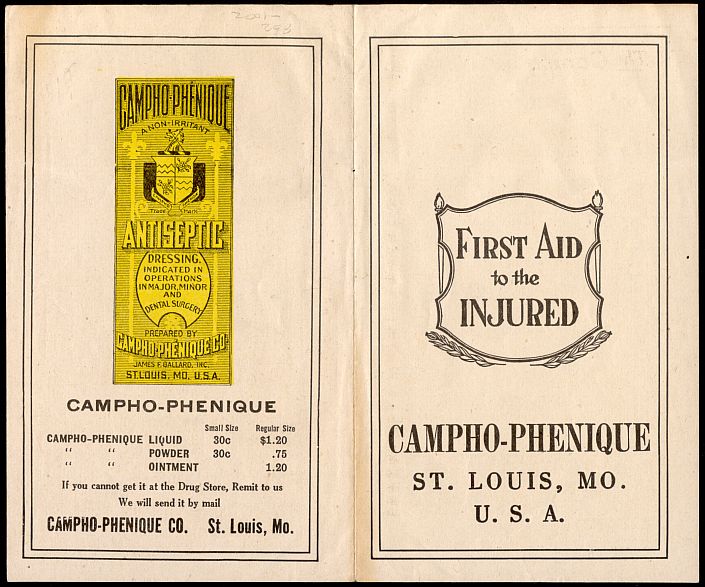 CAMPHO-PHÉNIQUE
A NON-IRRITANT
Trade Mark
ANTISEPTIC
DRESSING.
INDICATED IN
OPERATIONS
IN MAJOR, MINOR
AND
DENTAL SURGERY
PREPARED BY
CAMPHO-PHÉNIQUE CO.
JAMES F. BALLARD, INC.
ST. LOUIS, MO. U.S.A.
CAMPHO-PHENIQUE
Small Size Regular Size
CAMPHO-PHENIQUE LIQUID 30c $1.20
“ “ POWDER 30c .75
“ “ OINTMENT 1.20
If you cannot get it at the Drug Store, Remit to us
We will send it by mail
CAMPHO-PHENIQUE CO. St. Louis, Mo.
FIRST AID
to the
INJURED
CAMPHO-PHENIQUE
ST. LOUIS, MO.
U. S. A.